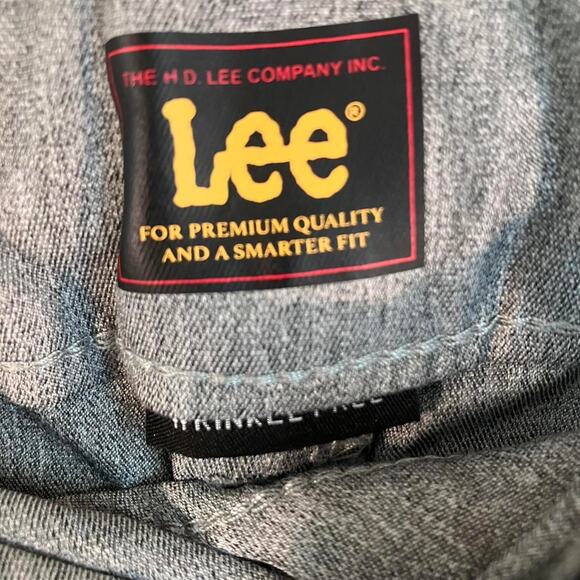 THE H D. LEE COMPANY INC.
Lee®
FOR PREMIUM QUALITY
AND A SMARTER FIT
WRINKLE FREE